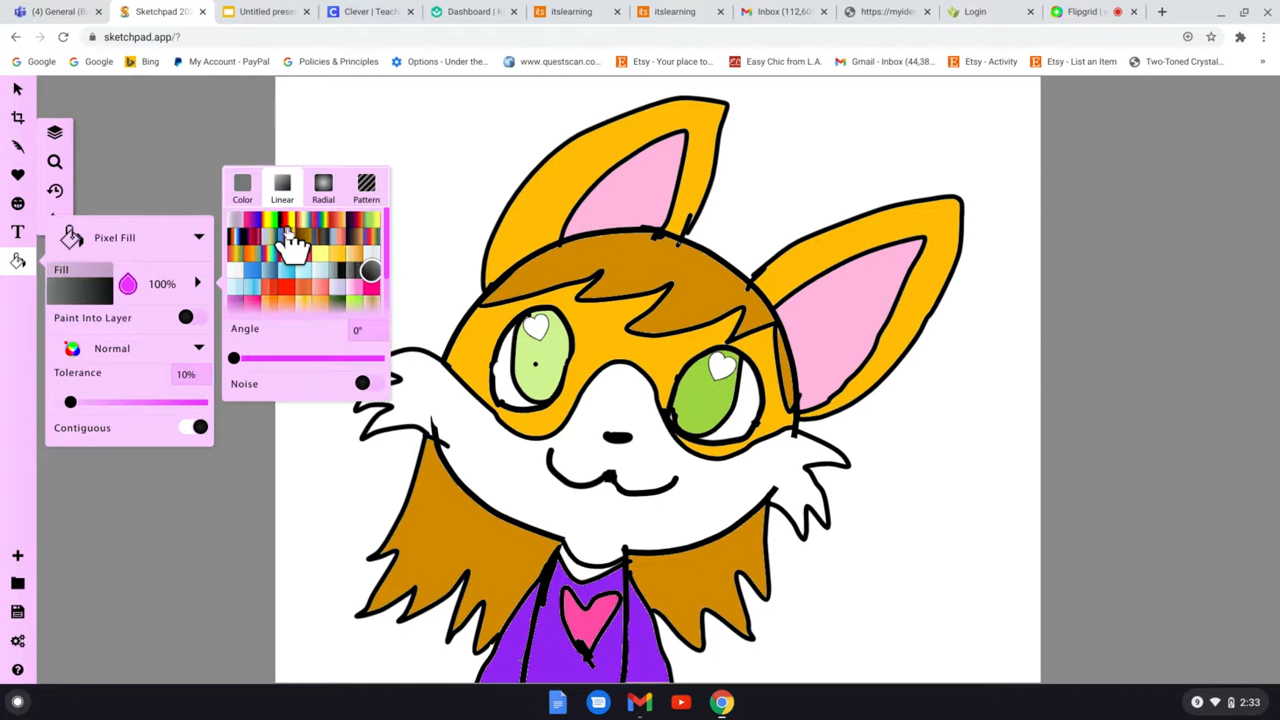 (4) General (B...
Sketchpad 202
Untitled prese
Clever | Teach
Dashboard | K
itslearning
itslearning
Inbox (112,60
https://myide
Login
Flipgrid |
sketchpad.app/?
Google
Google
Bing
My Account - PayPal
Policies & Principles
Options - Under the...
www.questscan.co...
Etsy - Your place to...
Easy Chic from L.A.
Gmail - Inbox (44,38...
Etsy - Activity
Etsy - List an Item
Two-Toned Crystal...
»
Color
Linear
Radial
Pattern
Pixel Fill
Fill
100%
Paint Into Layer
Normal
Tolerance
10%
Contiguous
Angle
0°
Noise
T
9
2:33